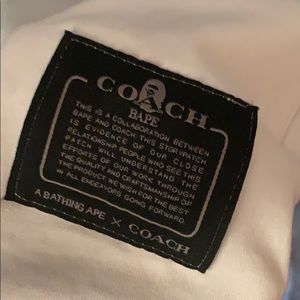 COACH
BAPE
THIS IS A COLLABORATION BETWEEN
BAPE AND COACH. THIS STORYPATCH
IS EVIDENCE OF OUR CLOSE
RELATIONSHIP. PEOPLE WHO SEE THIS
PATCH WILL UNDERSTAND THE
EFFORTS OF OUR WORK THROUGH
THE QUALITY AND CRAFTSMANSHIP OF
THE PRODUCT. WE WISH FOR THE BEST
IN ALL ENDEAVORS GOING FORWARD.
A BATHING APE × COACH